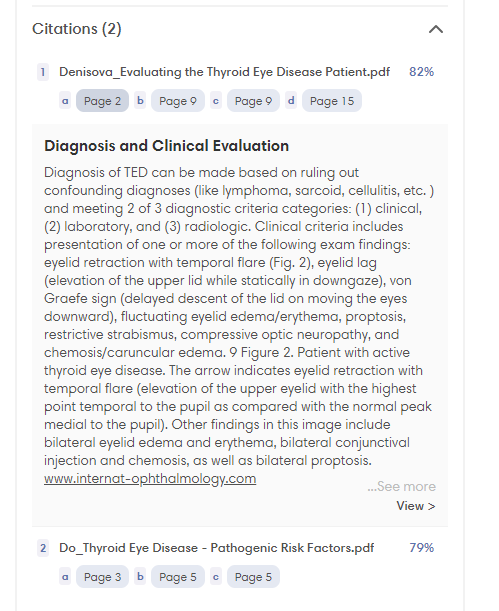 Citations (2)
1 Denisova_Evaluating the Thyroid Eye Disease Patient.pdf 82%
a Page 2 b Page 9 c Page 9 d Page 15
Diagnosis and Clinical Evaluation
Diagnosis of TED can be made based on ruling out
confounding diagnoses (like lymphoma, sarcoid, cellulitis, etc. )
and meeting 2 of 3 diagnostic criteria categories: (1) clinical,
(2) laboratory, and (3) radiologic. Clinical criteria includes
presentation of one or more of the following exam findings:
eyelid retraction with temporal flare (Fig. 2), eyelid lag
(elevation of the upper lid while statically in downgaze), von
Graefe sign (delayed descent of the lid on moving the eyes
downward), fluctuating eyelid edema/erythema, proptosis,
restrictive strabismus, compressive optic neuropathy, and
chemosis/caruncular edema. 9 Figure 2. Patient with active
thyroid eye disease. The arrow indicates eyelid retraction with
temporal flare (elevation of the upper eyelid with the highest
point temporal to the pupil as compared with the normal peak
medial to the pupil). Other findings in this image include
bilateral eyelid edema and erythema, bilateral conjunctival
injection and chemosis, as well as bilateral proptosis.
www.internat-ophthalmology.com
...See more
View >
2 Do_Thyroid Eye Disease - Pathogenic Risk Factors.pdf 79%
a Page 3 b Page 5 c Page 5